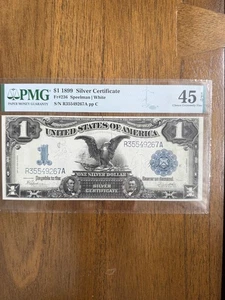 $1 1899 Silver Certificate
PMG
Fr#236 Speelman | White
S/N R35549267A pp C
45
UNITED STATES OF AMERICA
1
1
R35549267A
R35549267A
ONE SILVER DOLLAR
SILVER
CERTIFICATE